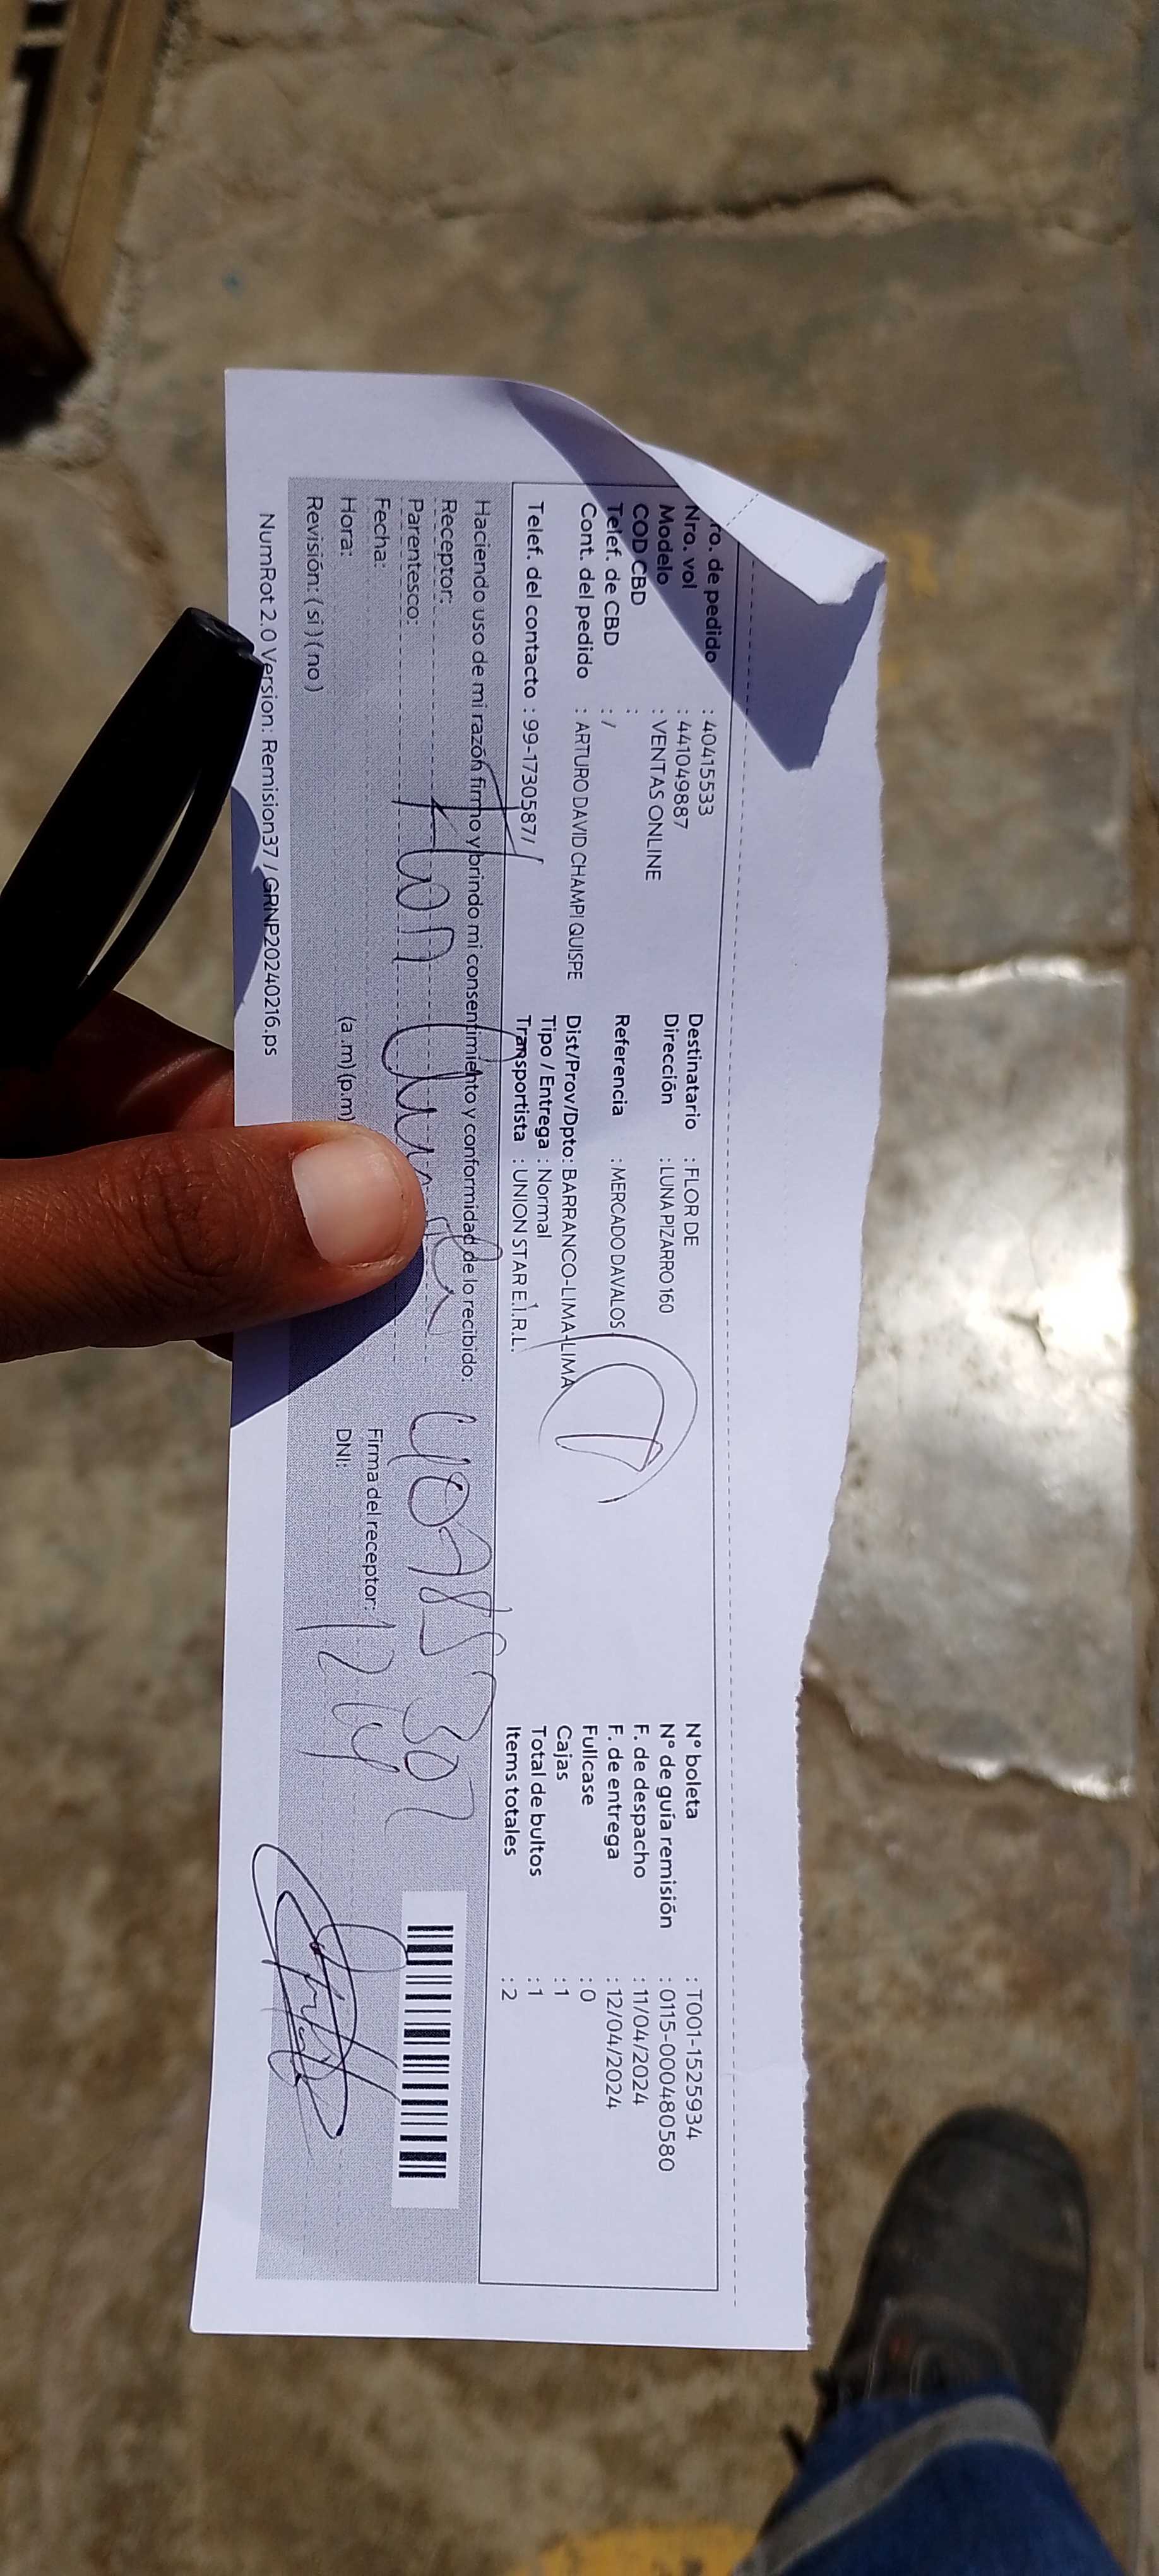 ro. de pedido : 40415533
Nro. vol : 441049887
Modelo : VENTAS ONLINE
COD CBD :
Telef. de CBD : /
Cont. del pedido : ARTURO DAVID CHAMPI QUISPE
Telef. del contacto : 99-1730587/
Destinatario : FLOR DE
Dirección : LUNA PIZARRO 160
Referencia : MERCADO DAVALOS
Dist/Prov/Dpto: BARRANCO-LIMA-LIMA
Tipo / Entrega : Normal
Transportista : UNION STAR E.I.R.L.
N° boleta : T001-1525934
N° de guía remisión : 0115-000480580
F. de despacho : 11/04/2024
F. de entrega : 12/04/2024
Fullcase : 0
Cajas : 1
Total de bultos : 1
Items totales : 2
Haciendo uso de mi razón firmo y brindo mi consentimiento y conformidad de lo recibido:
Receptor:
Parentesco:
Fecha:
Hora: (a.m) (p.m)
Revisión: ( si ) ( no )
Firma del receptor:
DNI:
12 14
NumRot 2.0 Version: Remision37 / GRNP20240216.ps